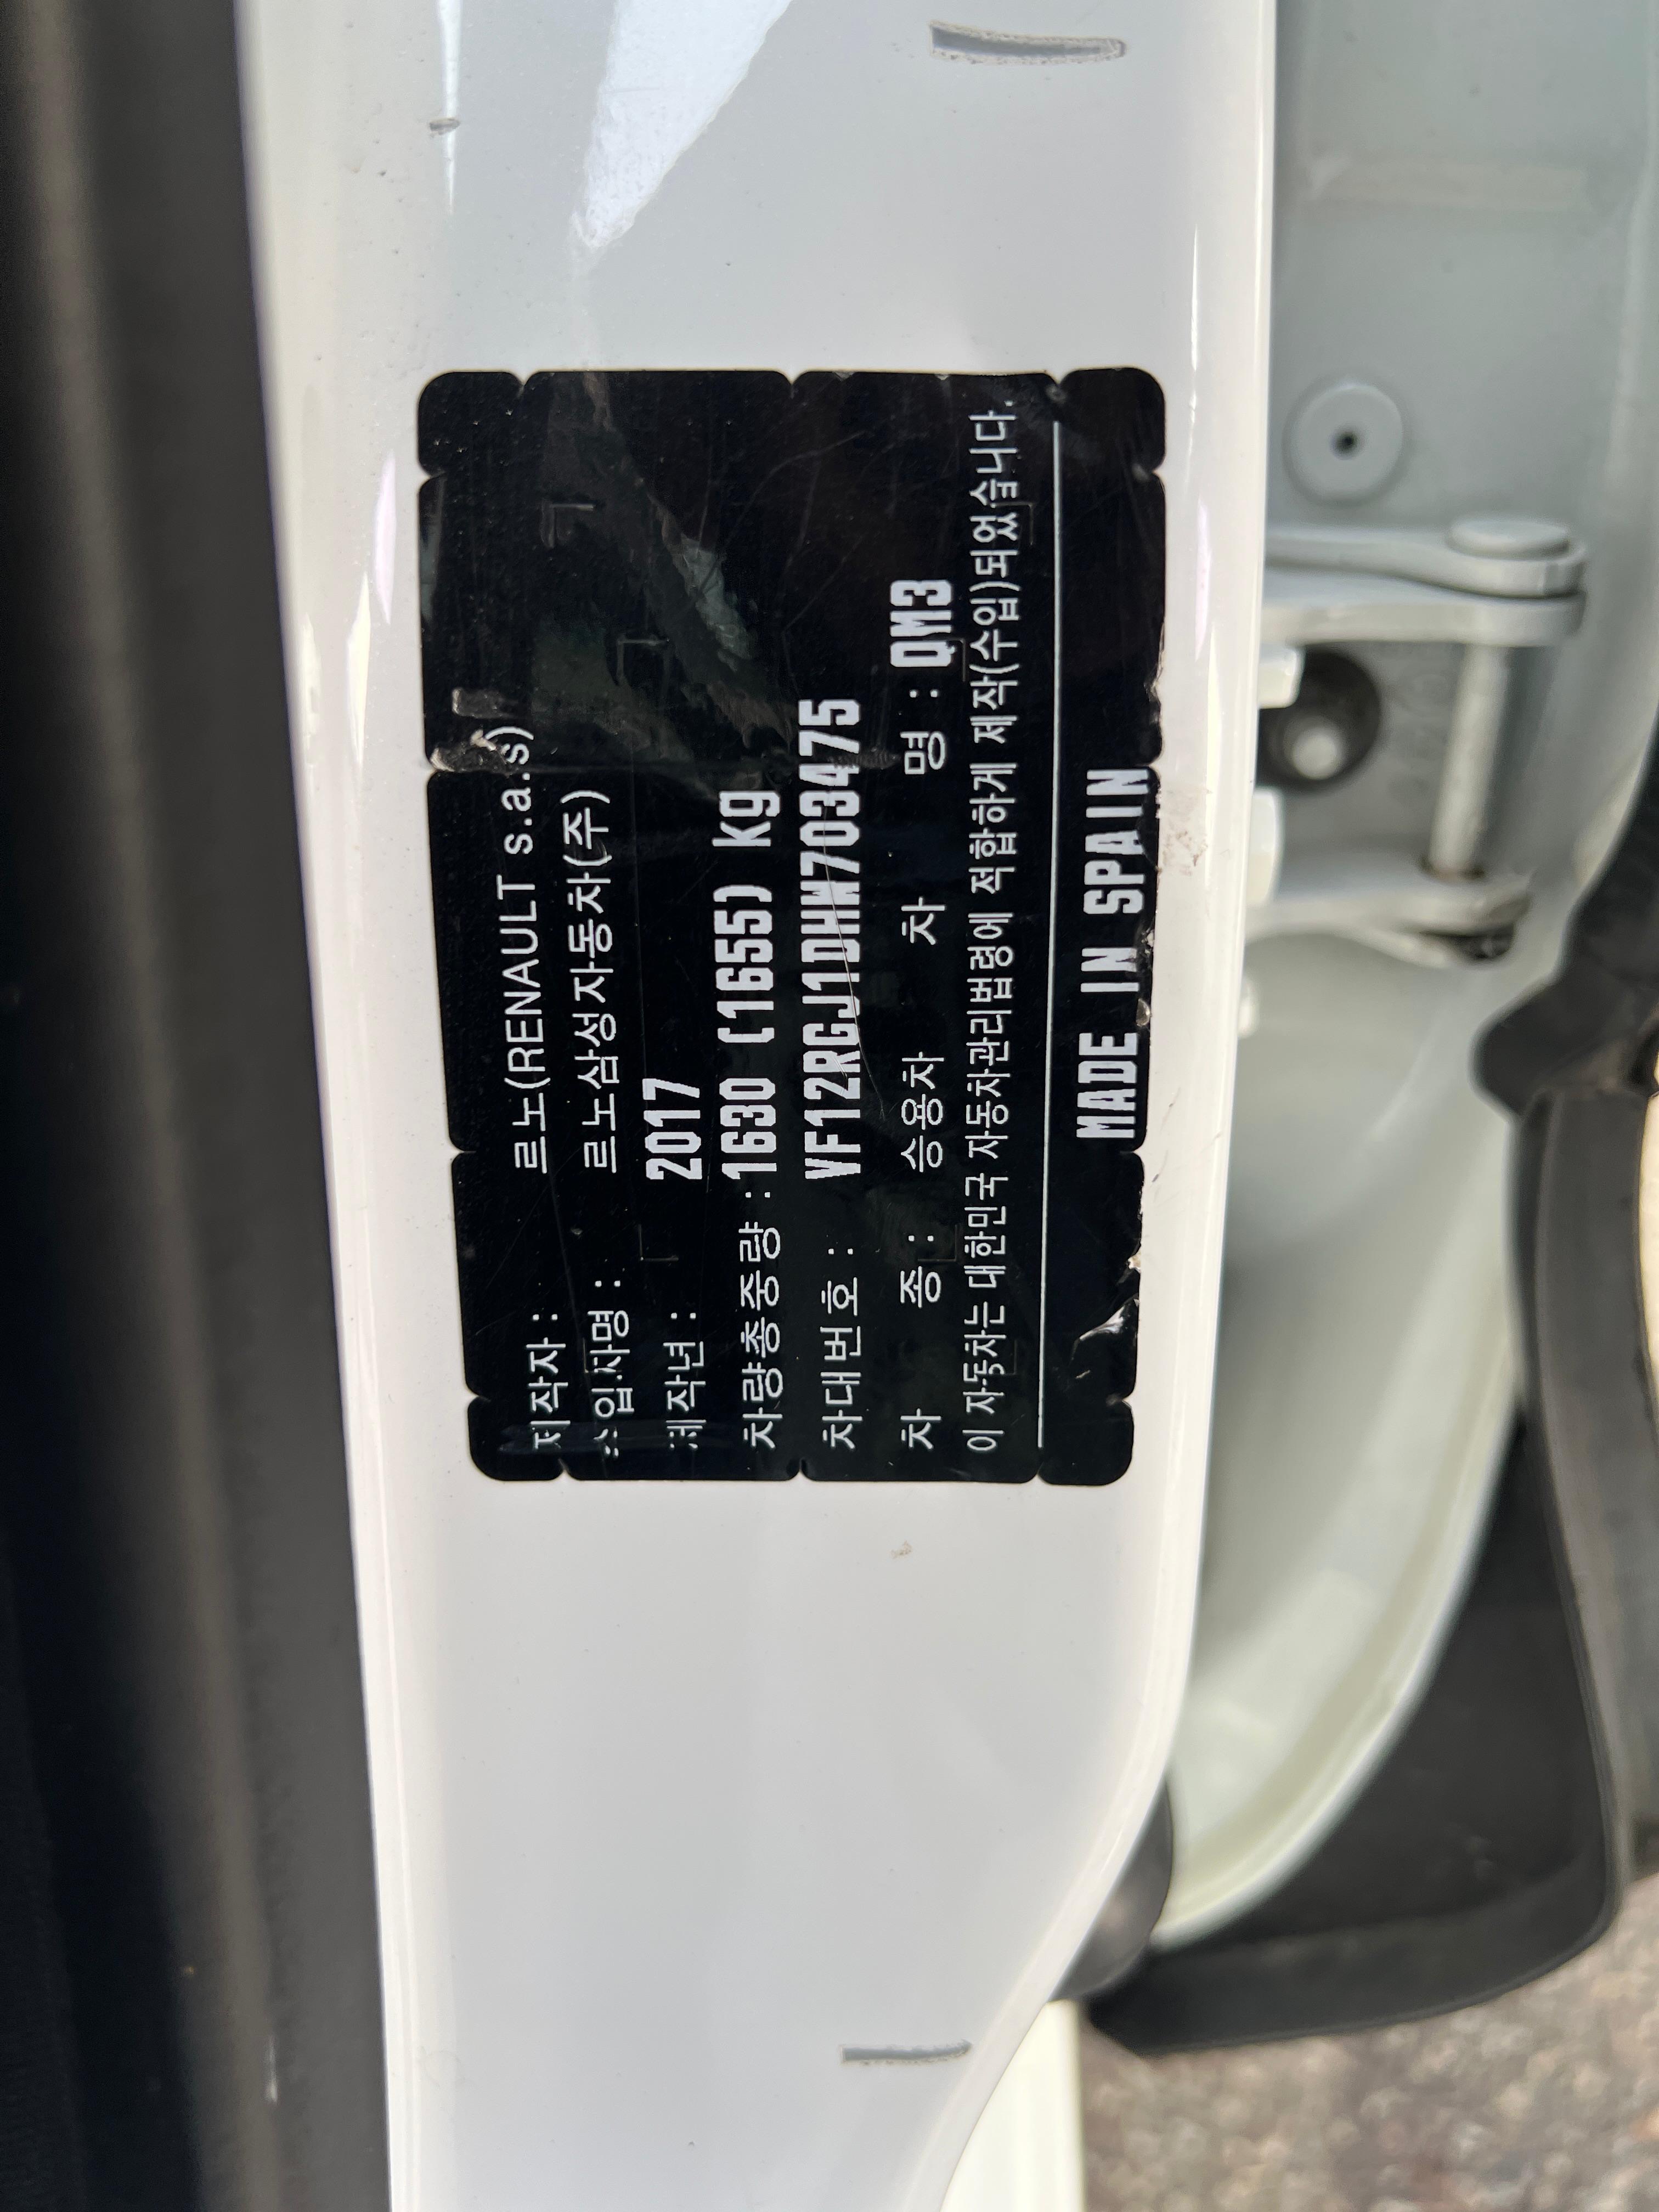 제작자 : 르노(RENAULT s.a.s)
수입자명 : 르노삼성자동차(주)
제작년 : 2017
차량총중량 : 1630 (1655) kg
차대번호 : VF12RGJ1DHW703475
차 종 : 승용차 차 명 : QM3
이 자동차는 대한민국 자동차관리법령에 적합하게 제작(수입)되었습니다.
MADE IN SPAIN